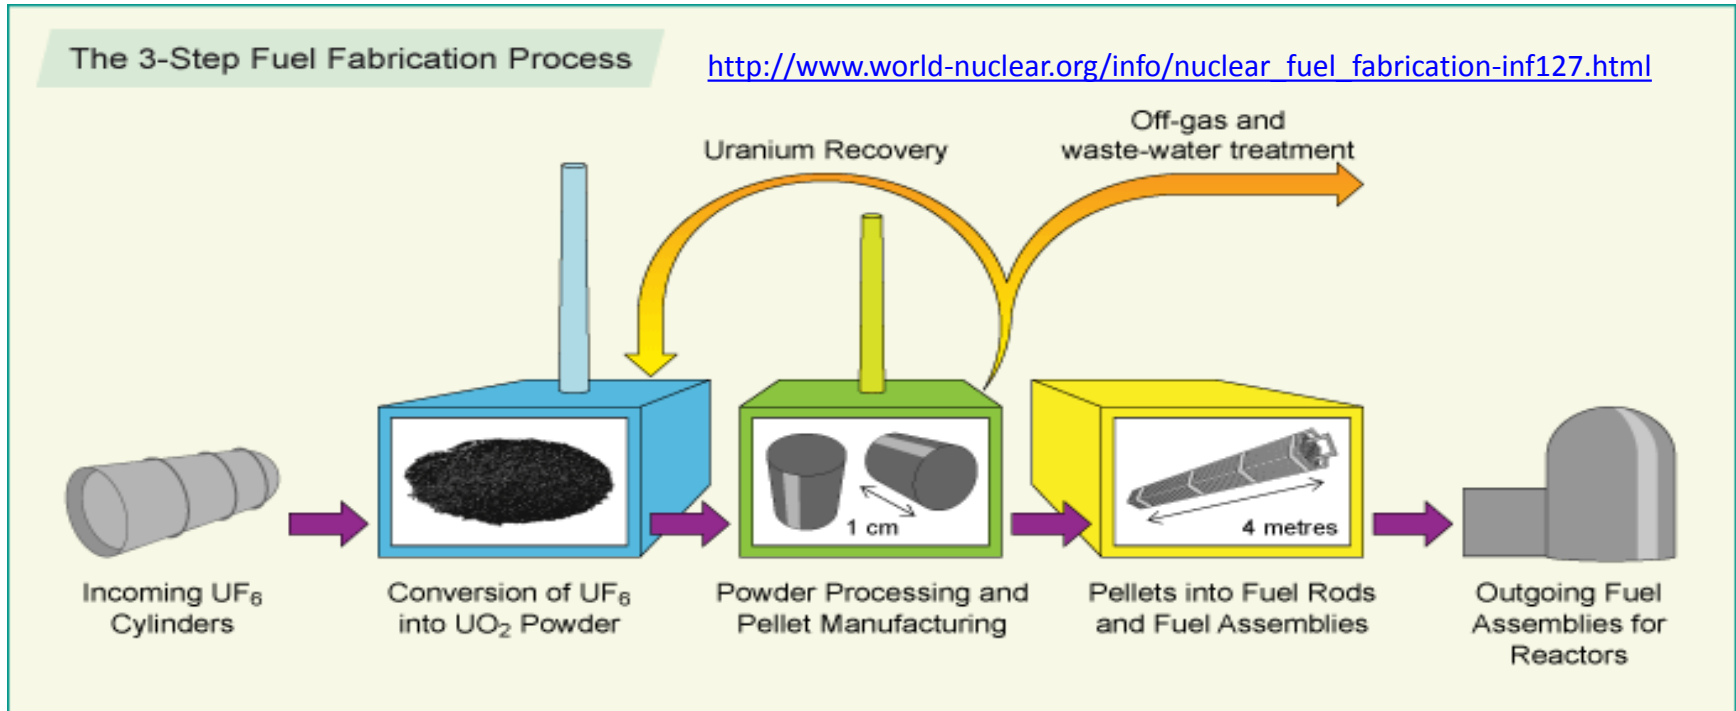 The 3-Step Fuel Fabrication Process
http://www.world-nuclear.org/info/nuclear_fuel_fabrication-inf127.html
Uranium Recovery
Off-gas and
waste-water treatment
1 cm
4 metres
Incoming UF₆
Cylinders
Conversion of UF₆
into UO₂ Powder
Powder Processing and
Pellet Manufacturing
Pellets into Fuel Rods
and Fuel Assemblies
Outgoing Fuel
Assemblies for
Reactors